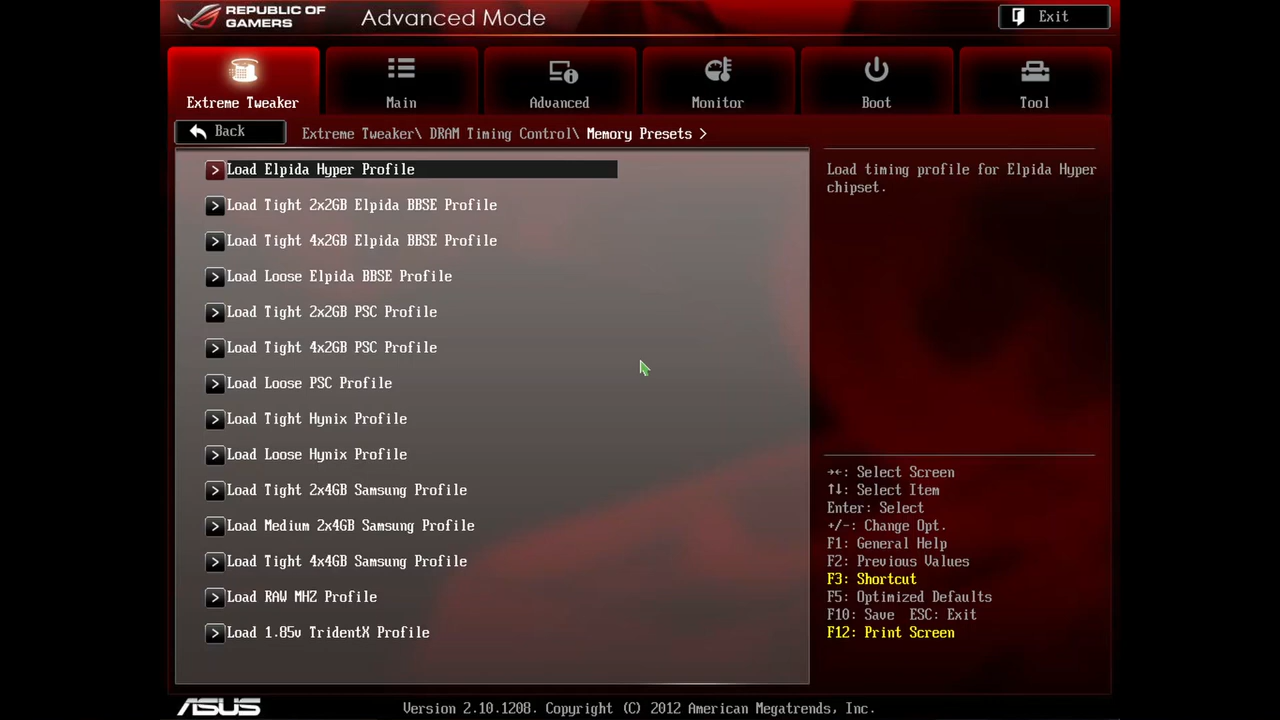 REPUBLIC OF
GAMERS
Advanced Mode
Exit
Extreme Tweaker
Main
Advanced
Monitor
Boot
Tool
Back
Extreme Tweaker\ DRAM Timing Control\ Memory Presets >
> Load Elpida Hyper Profile
> Load Tight 2x2GB Elpida BBSE Profile
> Load Tight 4x2GB Elpida BBSE Profile
> Load Loose Elpida BBSE Profile
> Load Tight 2x2GB PSC Profile
> Load Tight 4x2GB PSC Profile
> Load Loose PSC Profile
> Load Tight Hynix Profile
> Load Loose Hynix Profile
> Load Tight 2x4GB Samsung Profile
> Load Medium 2x4GB Samsung Profile
> Load Tight 4x4GB Samsung Profile
> Load RAW MHZ Profile
> Load 1.85v TridentX Profile
Load timing profile for Elpida Hyper
chipset.
→←: Select Screen
↑↓: Select Item
Enter: Select
+/-: Change Opt.
F1: General Help
F2: Previous Values
F3: Shortcut
F5: Optimized Defaults
F10: Save ESC: Exit
F12: Print Screen
ASUS
Version 2.10.1208. Copyright (C) 2012 American Megatrends, Inc.